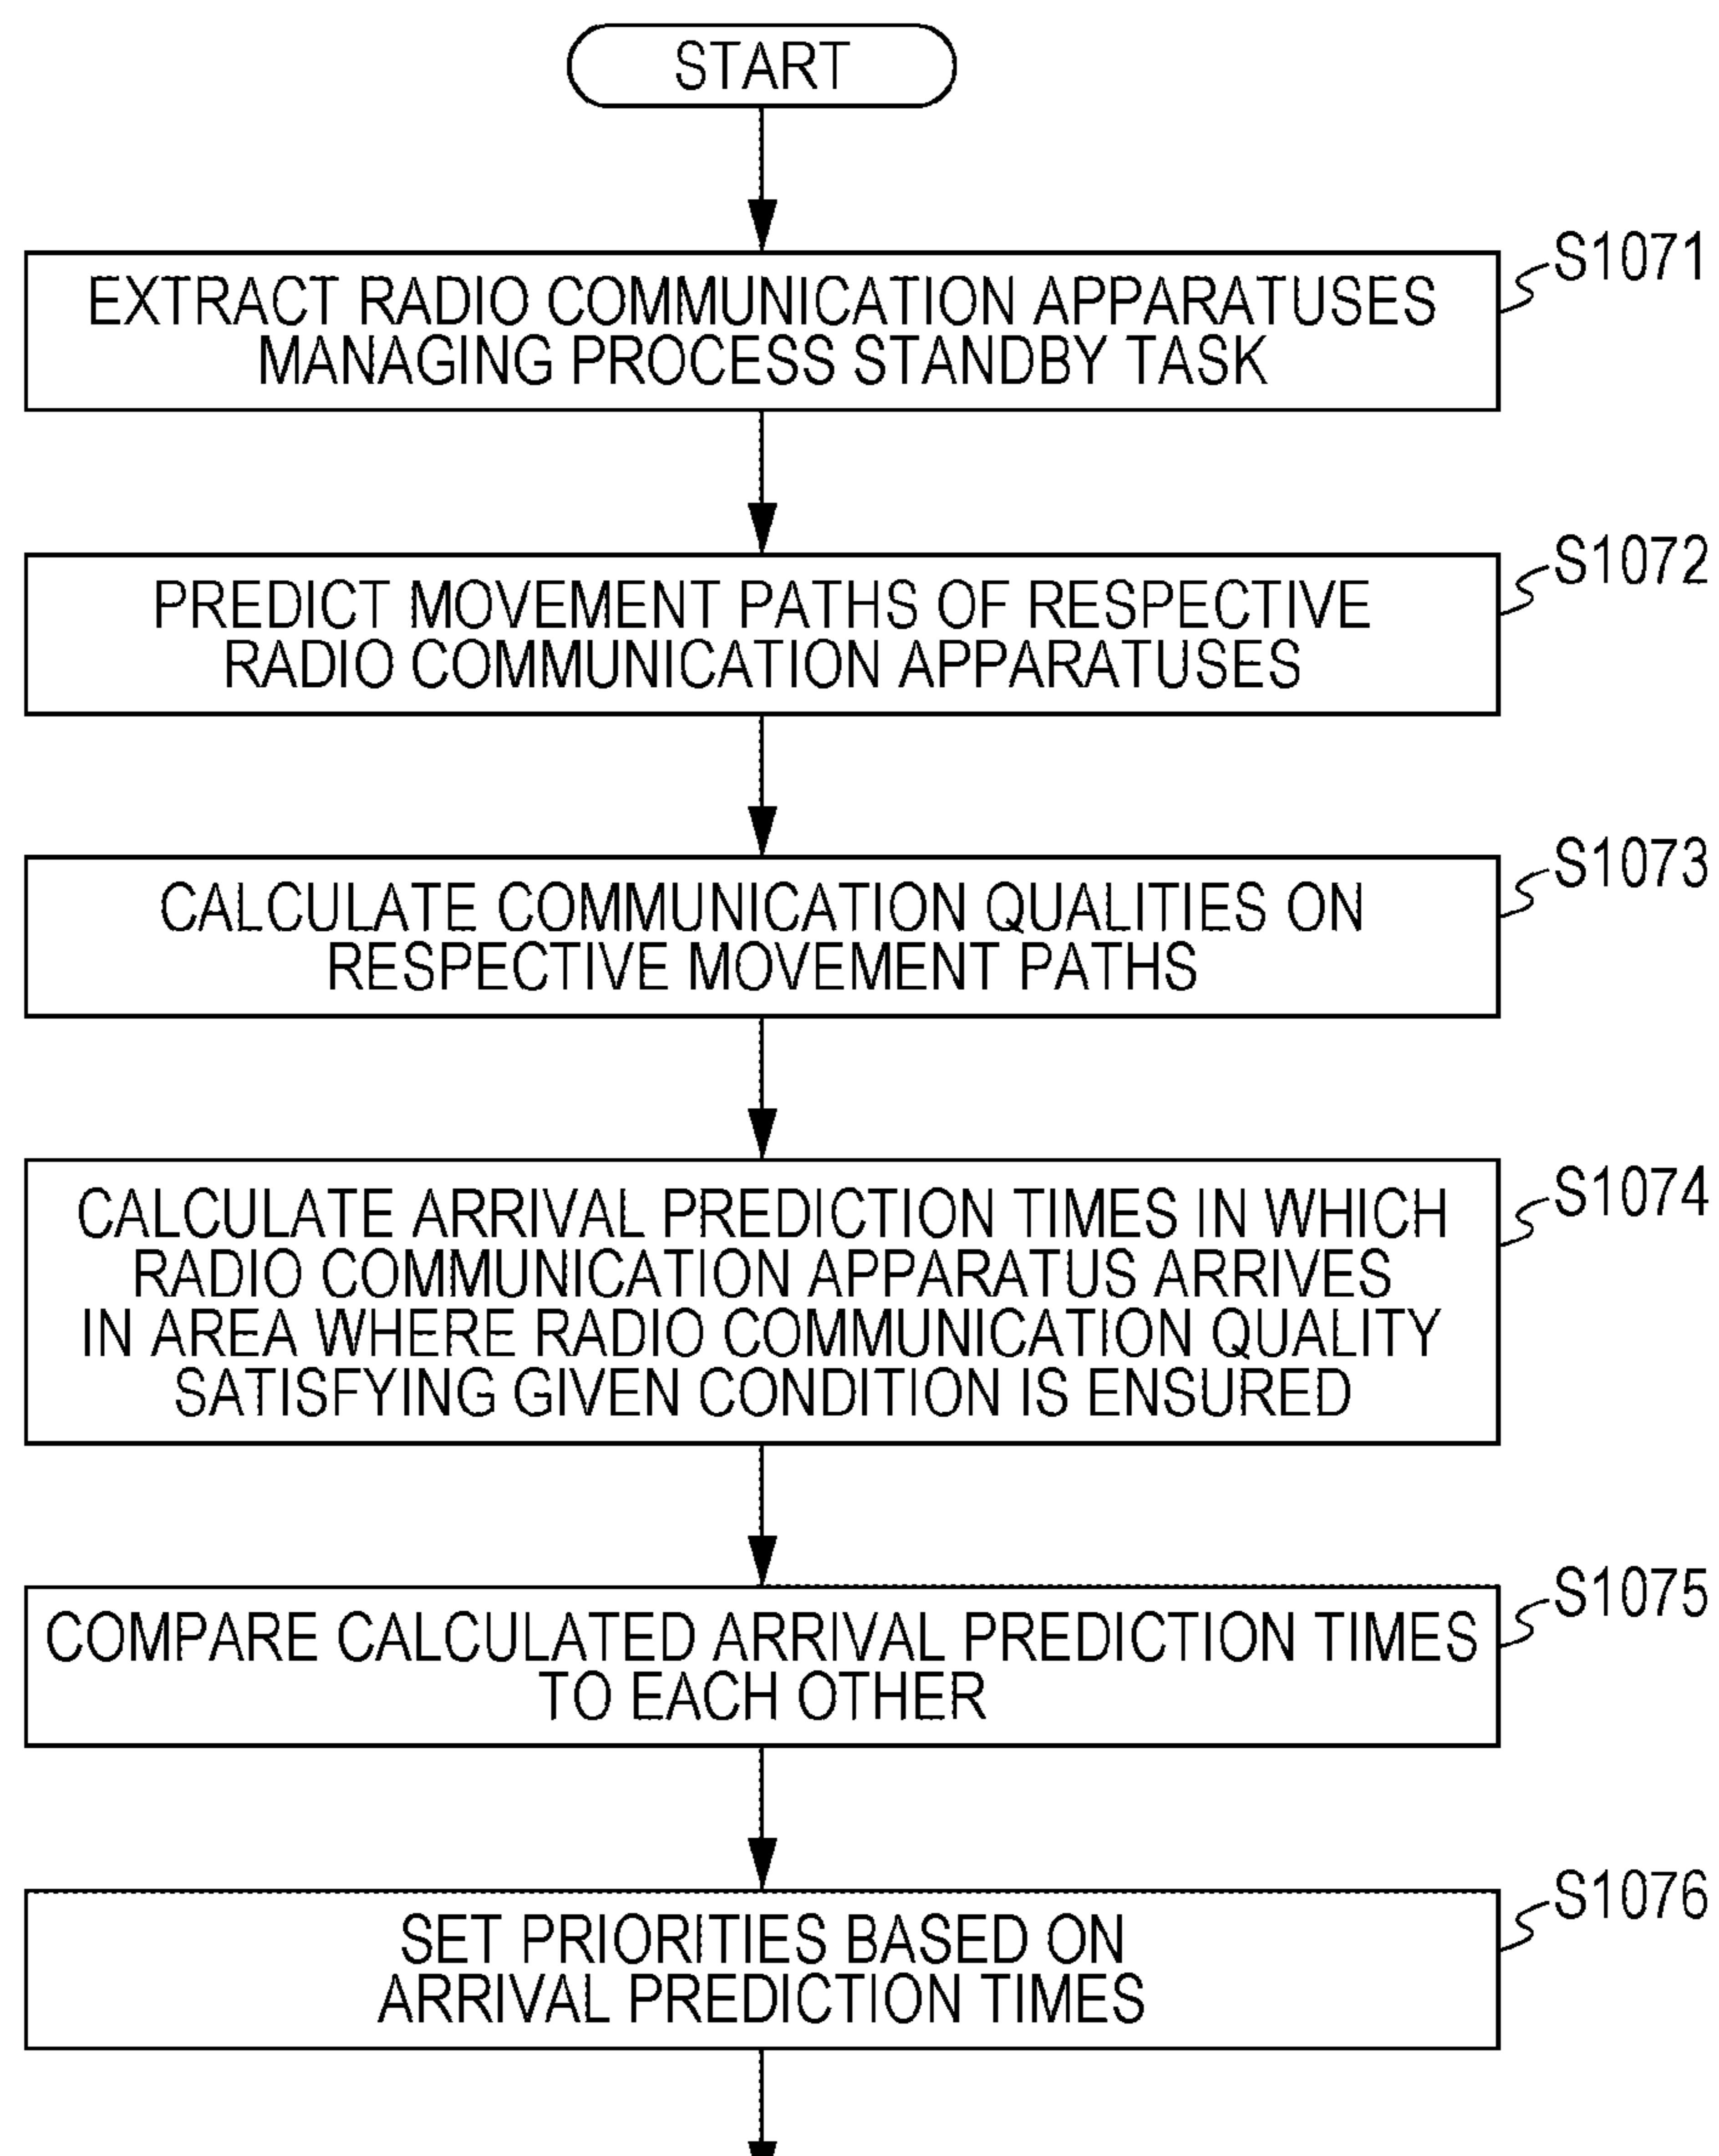 START
S1071
EXTRACT RADIO COMMUNICATION APPARATUSES
MANAGING PROCESS STANDBY TASK
S1072
PREDICT MOVEMENT PATHS OF RESPECTIVE
RADIO COMMUNICATION APPARATUSES
S1073
CALCULATE COMMUNICATION QUALITIES ON
RESPECTIVE MOVEMENT PATHS
S1074
CALCULATE ARRIVAL PREDICTION TIMES IN WHICH
RADIO COMMUNICATION APPARATUS ARRIVES
IN AREA WHERE RADIO COMMUNICATION QUALITY
SATISFYING GIVEN CONDITION IS ENSURED
S1075
COMPARE CALCULATED ARRIVAL PREDICTION TIMES
TO EACH OTHER
S1076
SET PRIORITIES BASED ON
ARRIVAL PREDICTION TIMES